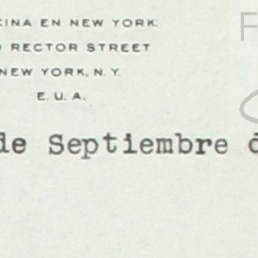 CINA EN NEW YORK
RECTOR STREET
NEW YORK, N. Y.
E. U. A.
de Septiembre d